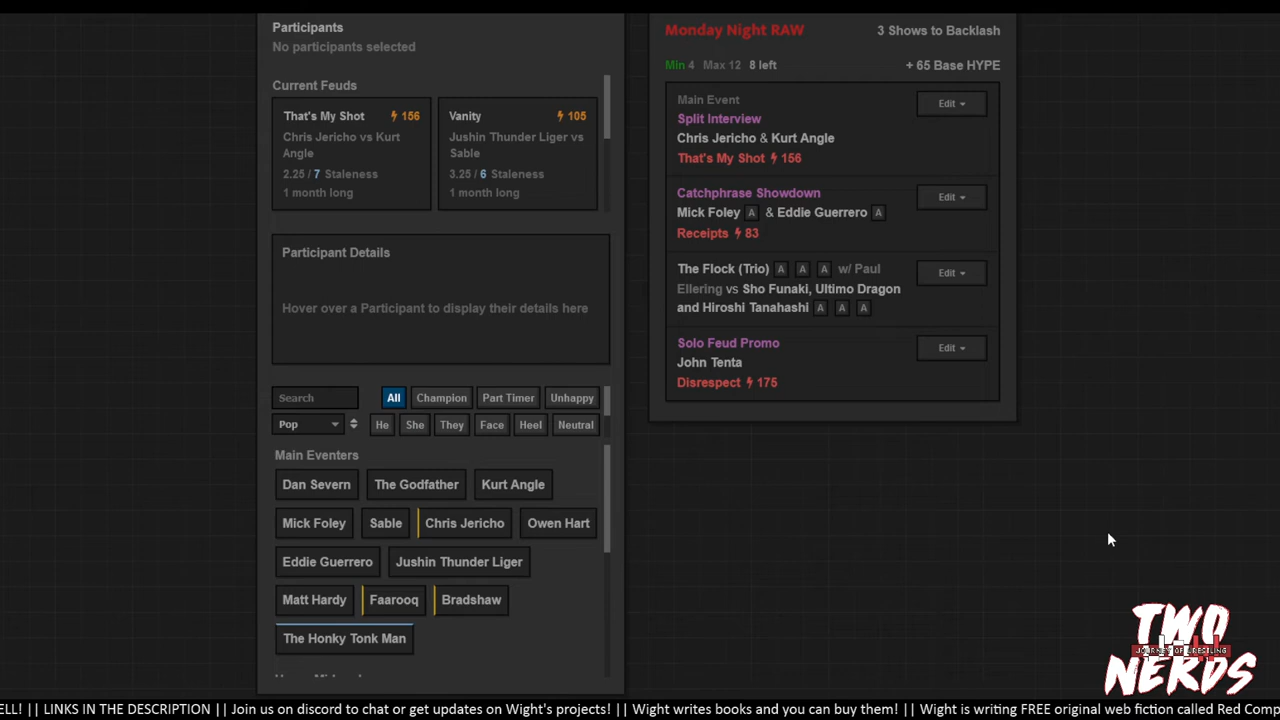 Participants
No participants selected
Current Feuds
That's My Shot 156
Chris Jericho vs Kurt
Angle
2.25 / 7 Staleness
1 month long
Vanity 105
Jushin Thunder Liger vs
Sable
3.25 / 6 Staleness
1 month long
Participant Details
Hover over a Participant to display their details here
Search
All Champion Part Timer Unhappy
Pop
He She They Face Heel Neutral
Main Eventers
Dan Severn The Godfather Kurt Angle
Mick Foley Sable Chris Jericho Owen Hart
Eddie Guerrero Jushin Thunder Liger
Matt Hardy Faarooq Bradshaw
The Honky Tonk Man
Monday Night RAW 3 Shows to Backlash
Min 4 Max 12 8 left + 65 Base HYPE
Main Event Edit
Split Interview
Chris Jericho & Kurt Angle
That's My Shot 156
Catchphrase Showdown Edit
Mick Foley A & Eddie Guerrero A
Receipts 83
The Flock (Trio) A A A w/ Paul Edit
Ellering vs Sho Funaki, Ultimo Dragon
and Hiroshi Tanahashi A A A
Solo Feud Promo Edit
John Tenta
Disrespect 175
TWO
JOURNEY OF WRESTLING
NERDS
ELL! || LINKS IN THE DESCRIPTION || Join us on discord to chat or get updates on Wight's projects! || Wight writes books and you can buy them! || Wight is writing FREE original web fiction called Red Comp